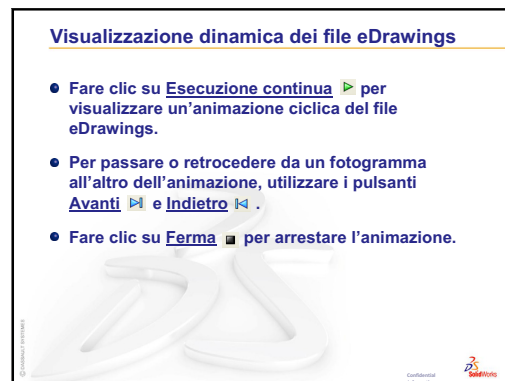 Visualizzazione dinamica dei file eDrawings
Fare clic su Esecuzione continua per
visualizzare un'animazione ciclica del file
eDrawings.
Per passare o retrocedere da un fotogramma
all'altro dell'animazione, utilizzare i pulsanti
Avanti e Indietro .
Fare clic su Ferma per arrestare l'animazione.
© DASSAULT SYSTEMES
Confidential
SolidWorks